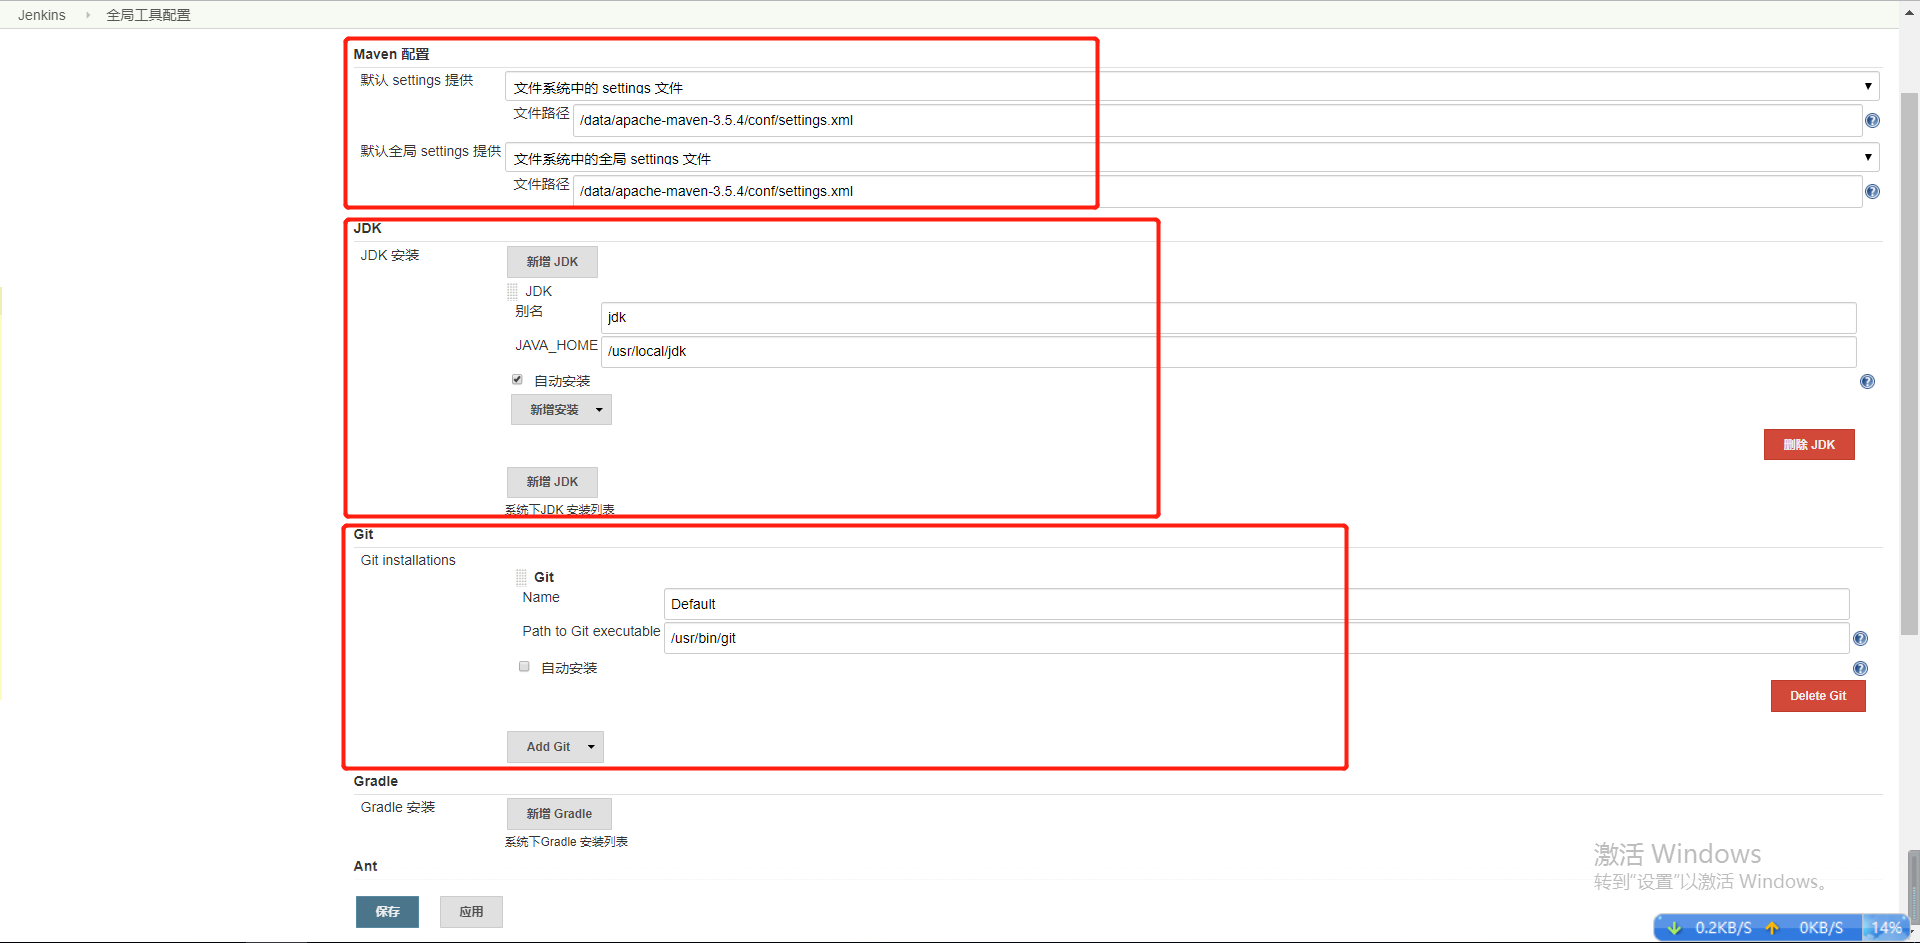 Jenkins 全局工具配置
Maven 配置
默认 settings 提供
文件系统中的 settings 文件
文件路径
/data/apache-maven-3.5.4/conf/settings.xml
默认全局 settings 提供
文件系统中的全局 settings 文件
文件路径
/data/apache-maven-3.5.4/conf/settings.xml
JDK
JDK 安装
新增 JDK
JDK
别名
jdk
JAVA_HOME
/usr/local/jdk
自动安装
新增安装
删除 JDK
新增 JDK
系统下JDK 安装列表
Git
Git installations
Git
Name
Default
Path to Git executable
/usr/bin/git
自动安装
Delete Git
Add Git
Gradle
Gradle 安装
新增 Gradle
系统下Gradle 安装列表
Ant
保存
应用
激活 Windows
转到“设置”以激活 Windows。
0.2KB/S 0KB/S 14%